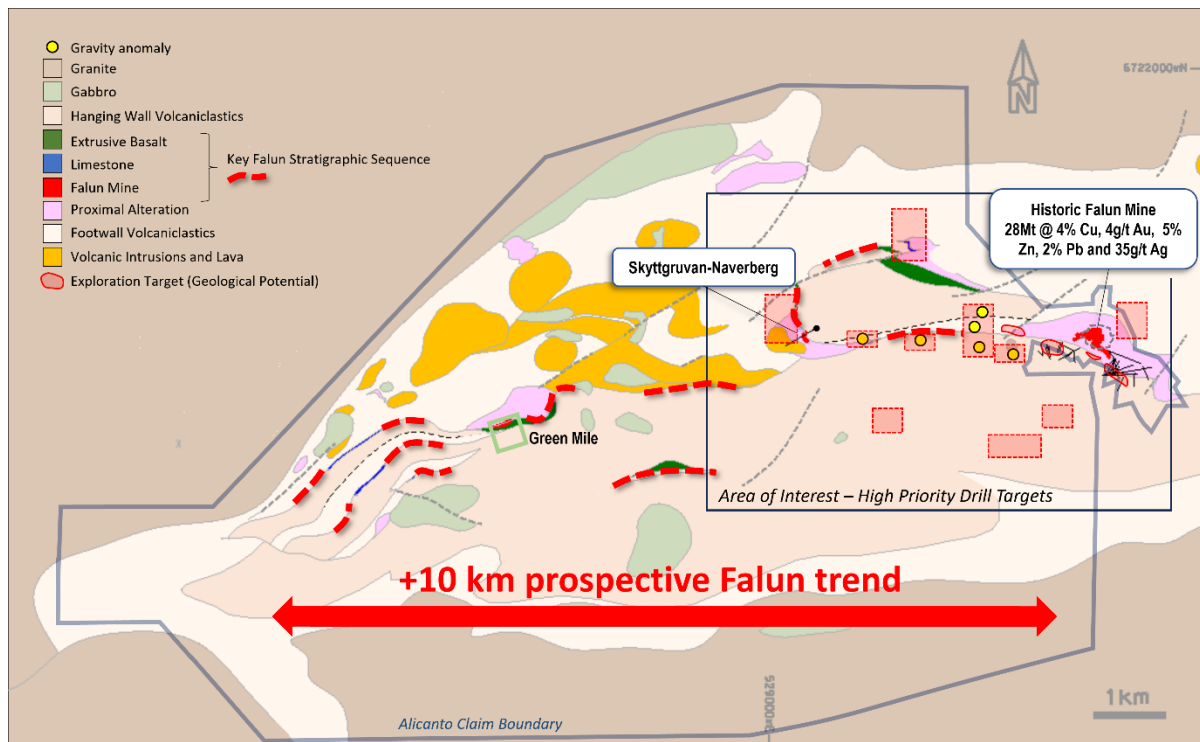 Gravity anomaly
Granite
Gabbro
Hanging Wall Volcaniclastics
Extrusive Basalt
Limestone
Key Falun Stratigraphic Sequence
Falun Mine
Proximal Alteration
Footwall Volcaniclastics
Volcanic Intrusions and Lava
Exploration Target (Geological Potential)
6722000mN
N
Historic Falun Mine
28Mt @ 4% Cu, 4g/t Au, 5%
Zn, 2% Pb and 35g/t Ag
Skyttgruvan-Naverberg
Green Mile
Area of Interest – High Priority Drill Targets
+10 km prospective Falun trend
1km
Alicanto Claim Boundary